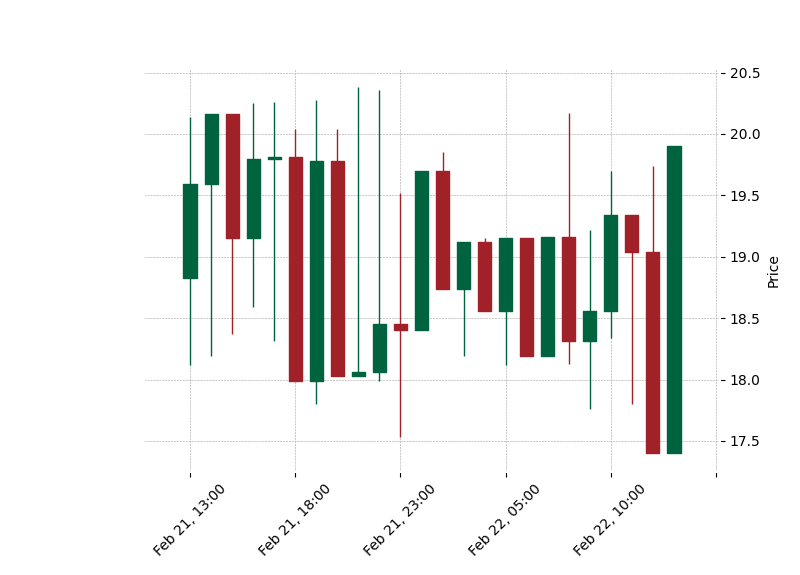 20.5
20.0
19.5
19.0
18.5
18.0
17.5
Price
Feb 21, 13:00
Feb 21, 18:00
Feb 21, 23:00
Feb 22, 05:00
Feb 22, 10:00